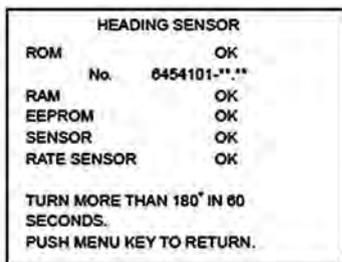 HEADING SENSOR
ROM OK
No. 6454101-**.**
RAM OK
EEPROM OK
SENSOR OK
RATE SENSOR OK
TURN MORE THAN 180° IN 60
SECONDS.
PUSH MENU KEY TO RETURN.